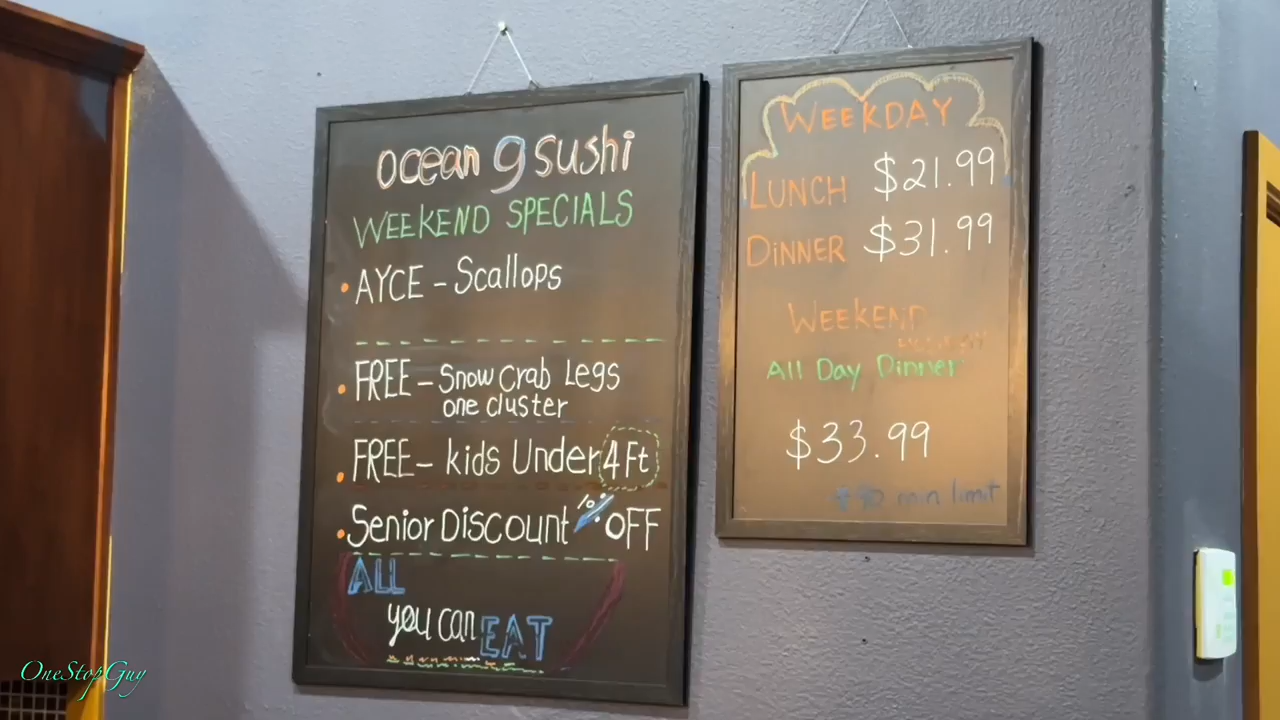 ocean 9 sushi
WEEKEND SPECIALS
• AYCE - Scallops
• FREE - Snow Crab Legs
one cluster
• FREE - kids Under 4 Ft
• Senior Discount % OFF
ALL
you can EAT
WEEKDAY
LUNCH $21.99
DINNER $31.99
WEEKEND
All Day Dinner
$33.99
min limit
OneStopGuy